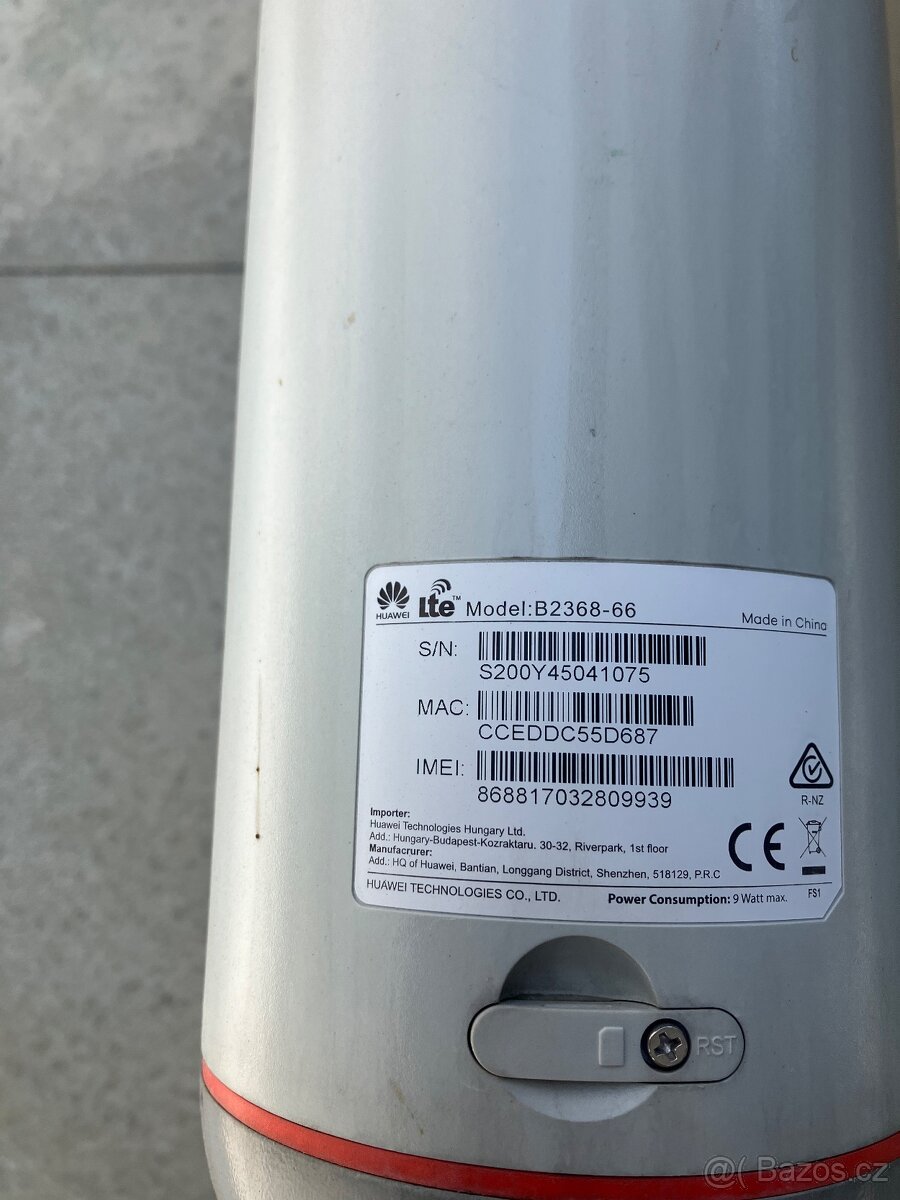 HUAWEI Lte™ Model:B2368-66 Made in China
S/N:
S200Y45041075
MAC:
CCEDDC55D687
IMEI:
868817032809939
R-NZ
Importer:
Huawei Technologies Hungary Ltd.
Add.: Hungary-Budapest-Kozraktaru. 30-32, Riverpark, 1st floor
Manufacrurer:
Add.: HQ of Huawei, Bantian, Longgang District, Shenzhen, 518129, P.R.C
CE
HUAWEI TECHNOLOGIES CO., LTD. Power Consumption: 9 Watt max. FS1
RST
@( Bazos.cz